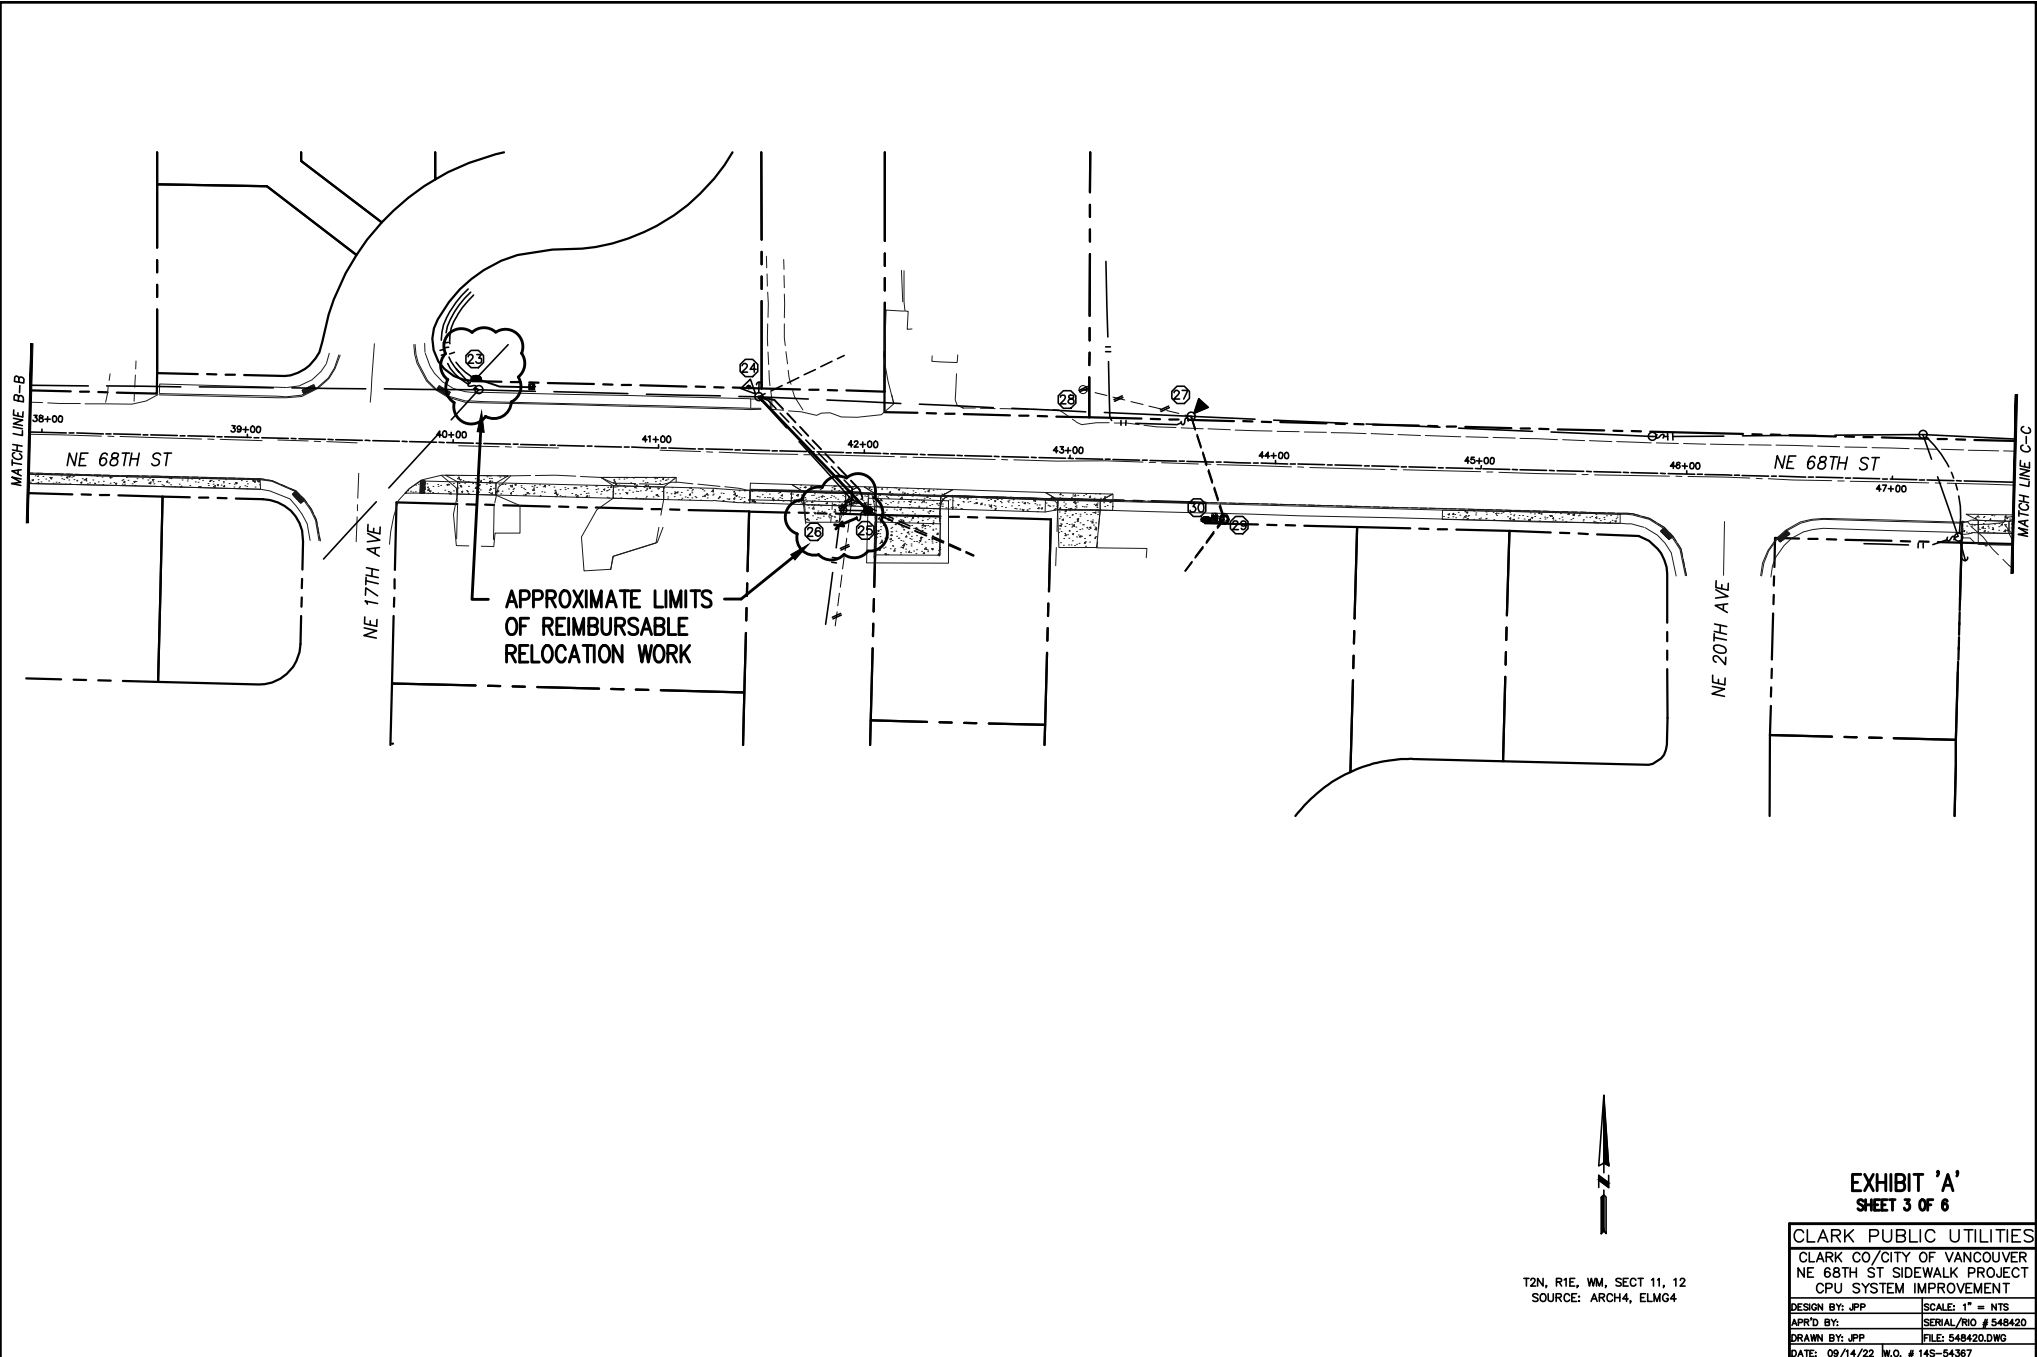 23
24
28
27
MATCH LINE B-B
38+00
39+00
40+00
41+00
42+00
43+00
44+00
45+00
46+00
47+00
MATCH LINE C-C
NE 68TH ST
NE 68TH ST
26
25
30
29
NE 17TH AVE
NE 20TH AVE
APPROXIMATE LIMITS
OF REIMBURSABLE
RELOCATION WORK
N
T2N, R1E, WM, SECT 11, 12
SOURCE: ARCH4, ELMG4
EXHIBIT 'A'
SHEET 3 OF 6
CLARK PUBLIC UTILITIES
CLARK CO/CITY OF VANCOUVER
NE 68TH ST SIDEWALK PROJECT
CPU SYSTEM IMPROVEMENT
DESIGN BY: JPP
SCALE: 1" = NTS
APR'D BY:
SERIAL/RIO # 548420
DRAWN BY: JPP
FILE: 548420.DWG
DATE: 09/14/22
W.O. # 14S-54367